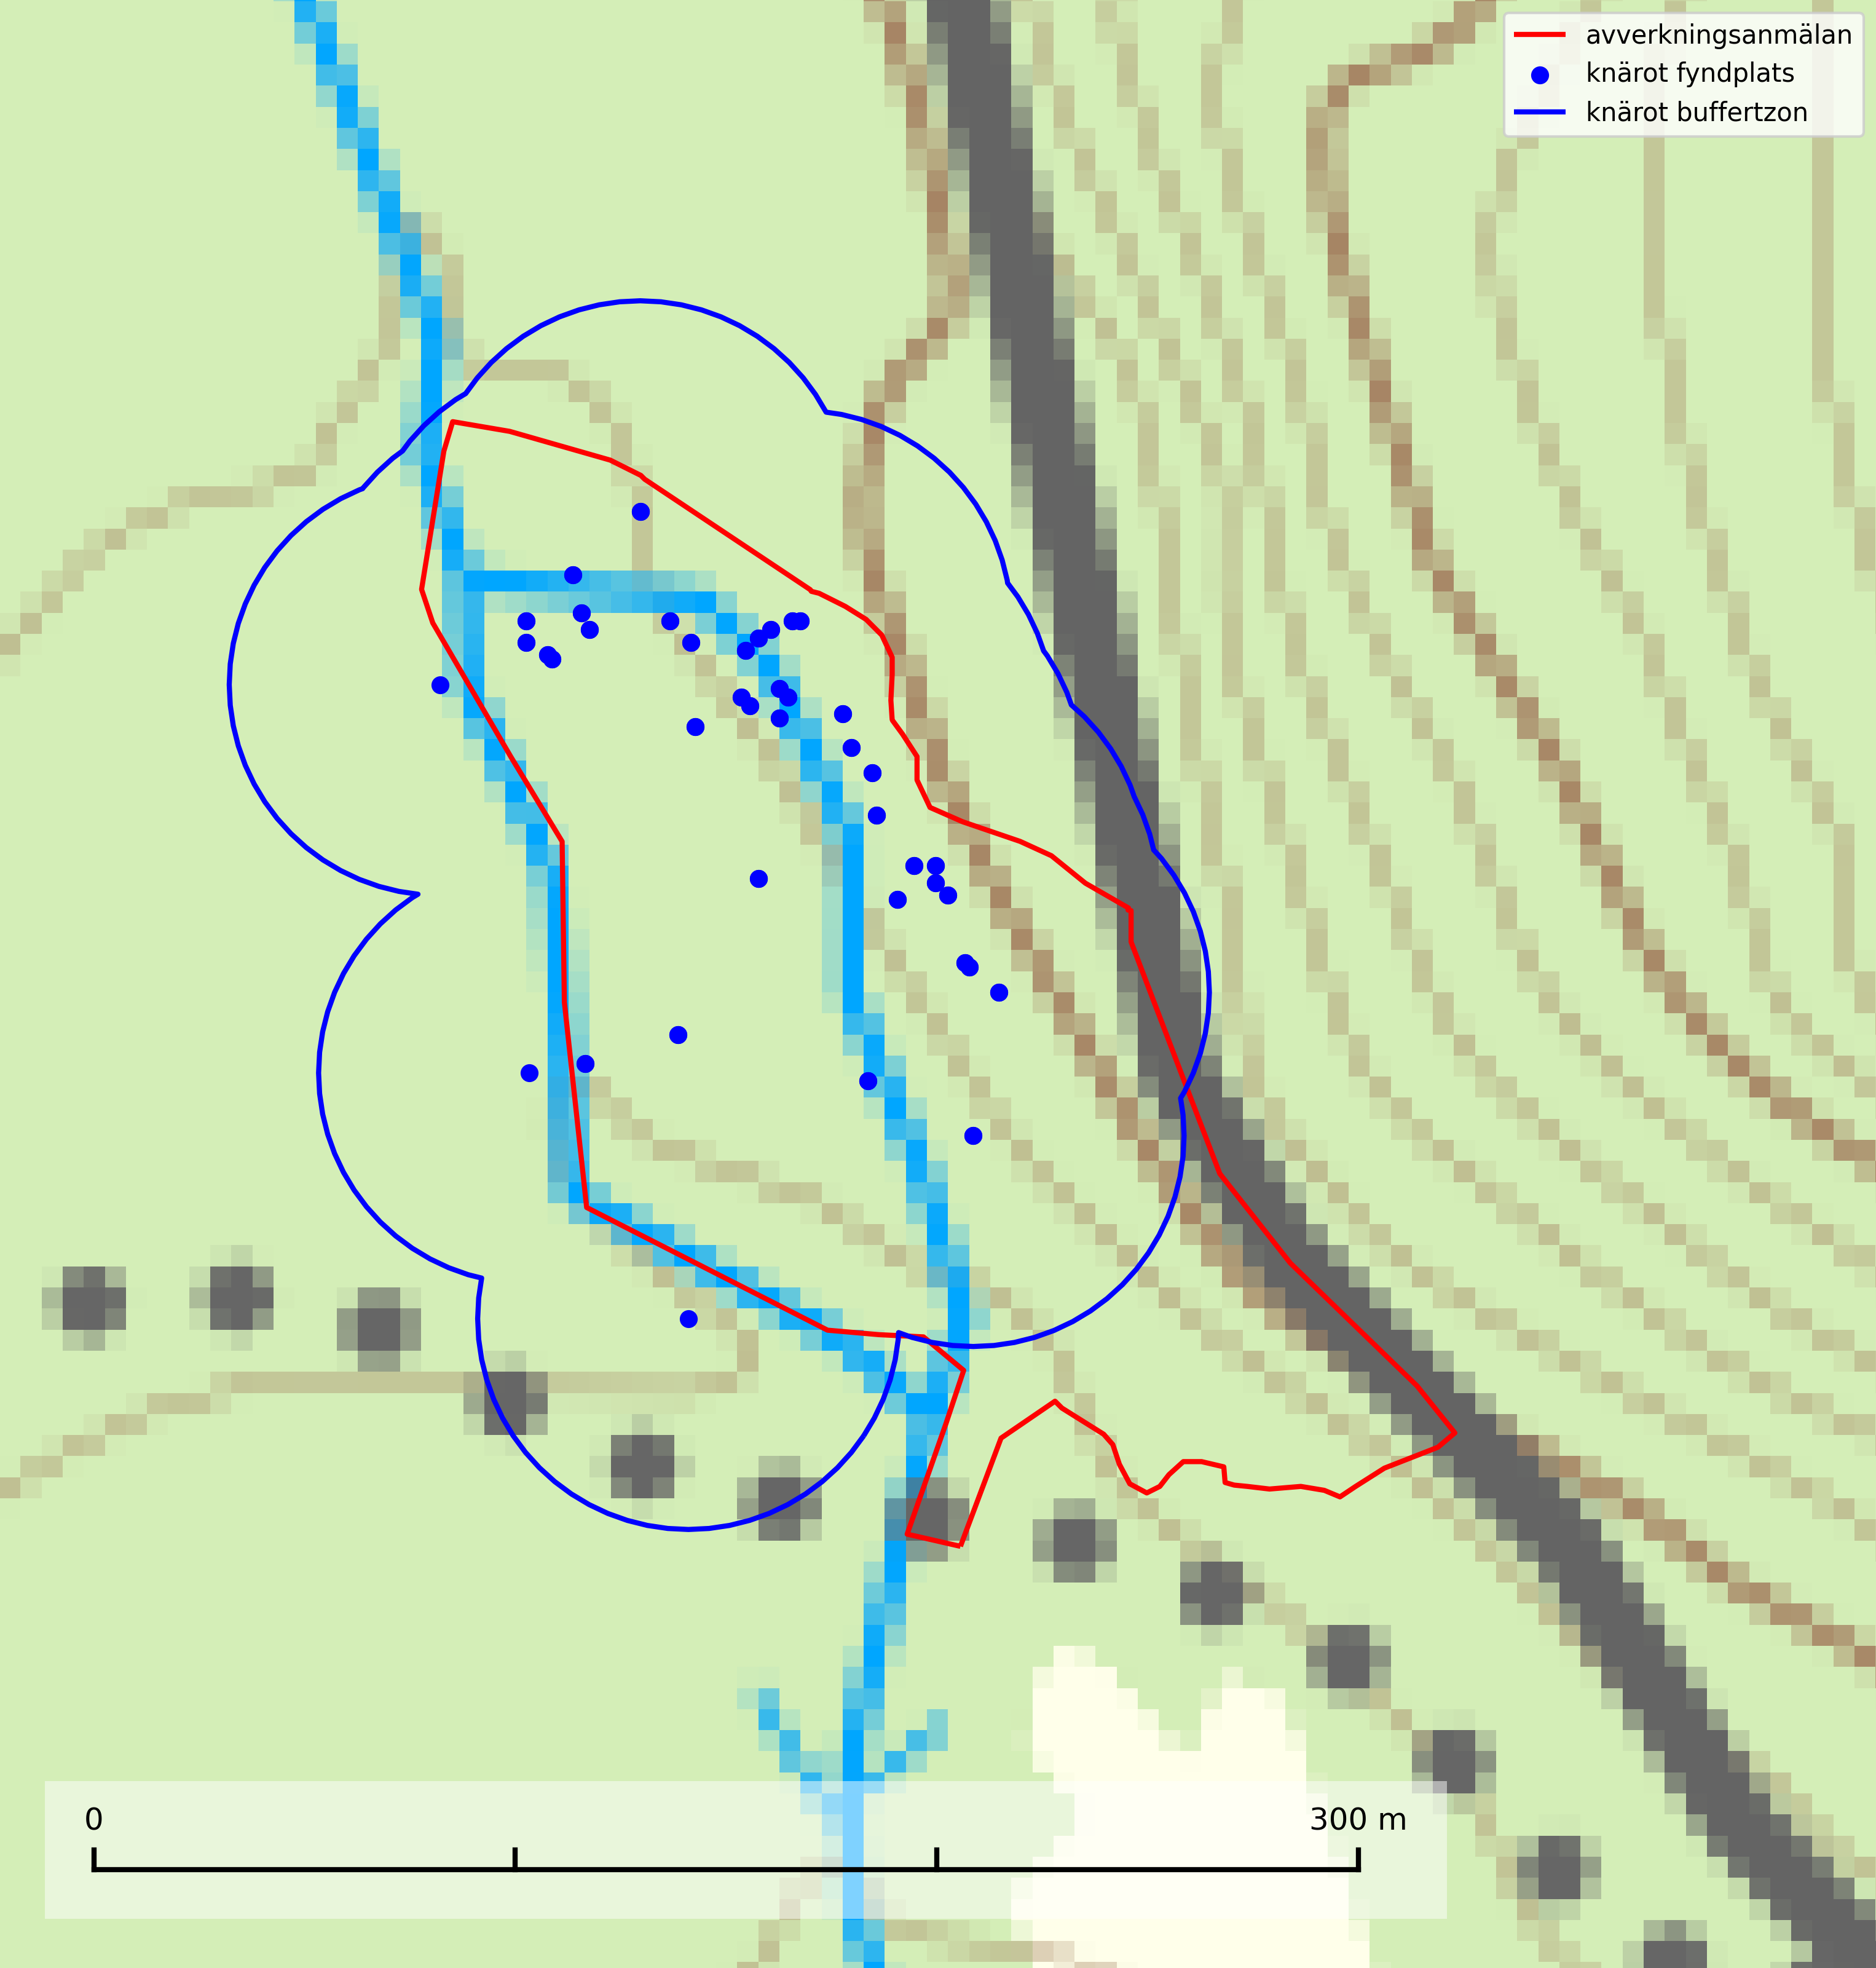 avverkningsanmälan
knärot fyndplats
knärot buffertzon
0
300 m